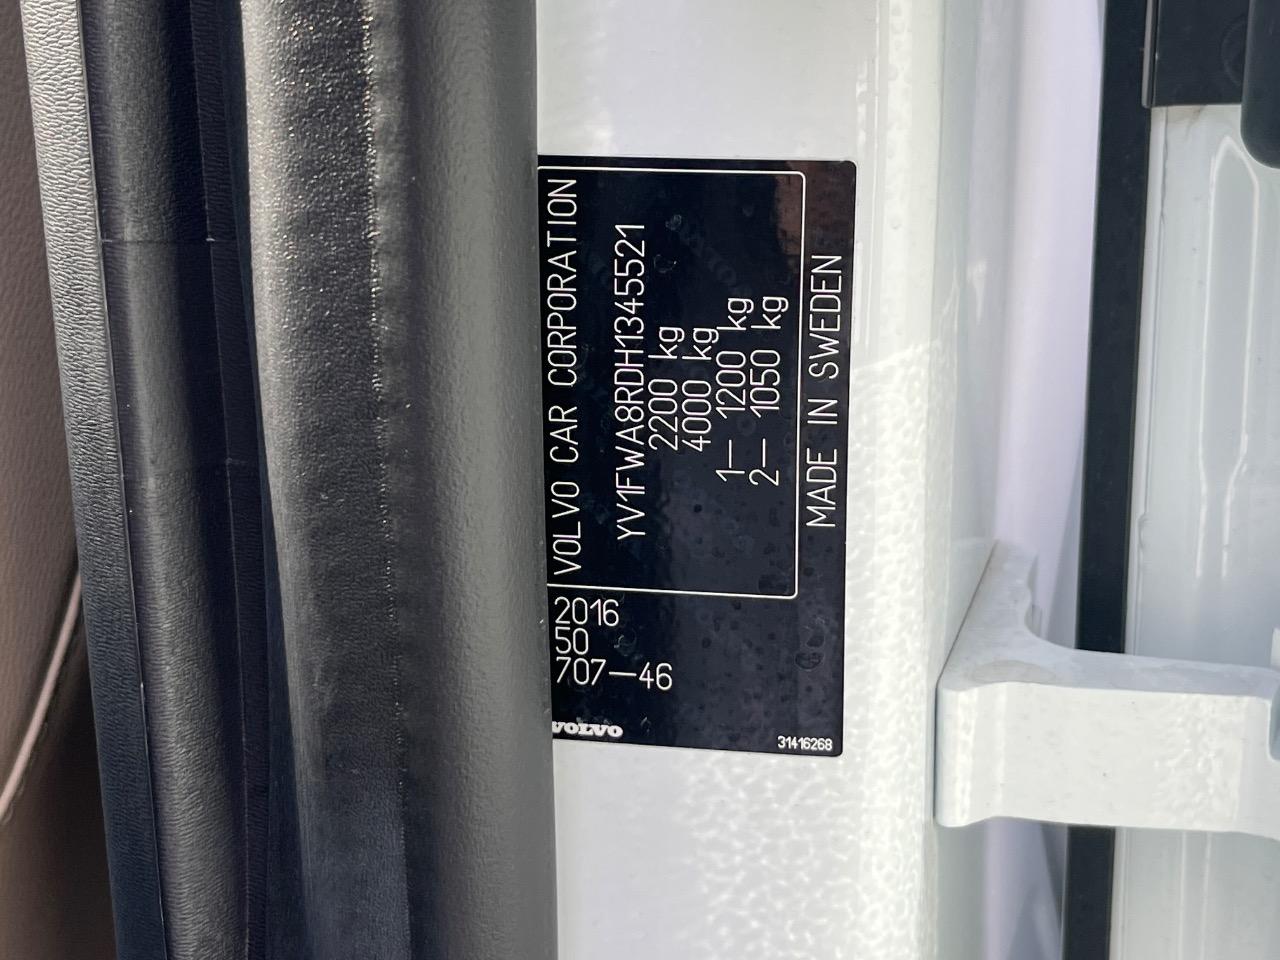 VOLVO CAR CORPORATION
YV1FWA8RDH1345521
2200 kg
4000 kg
1— 1200 kg
2— 1050 kg
MADE IN SWEDEN
2016
50
707—46
VOLVO
31416268